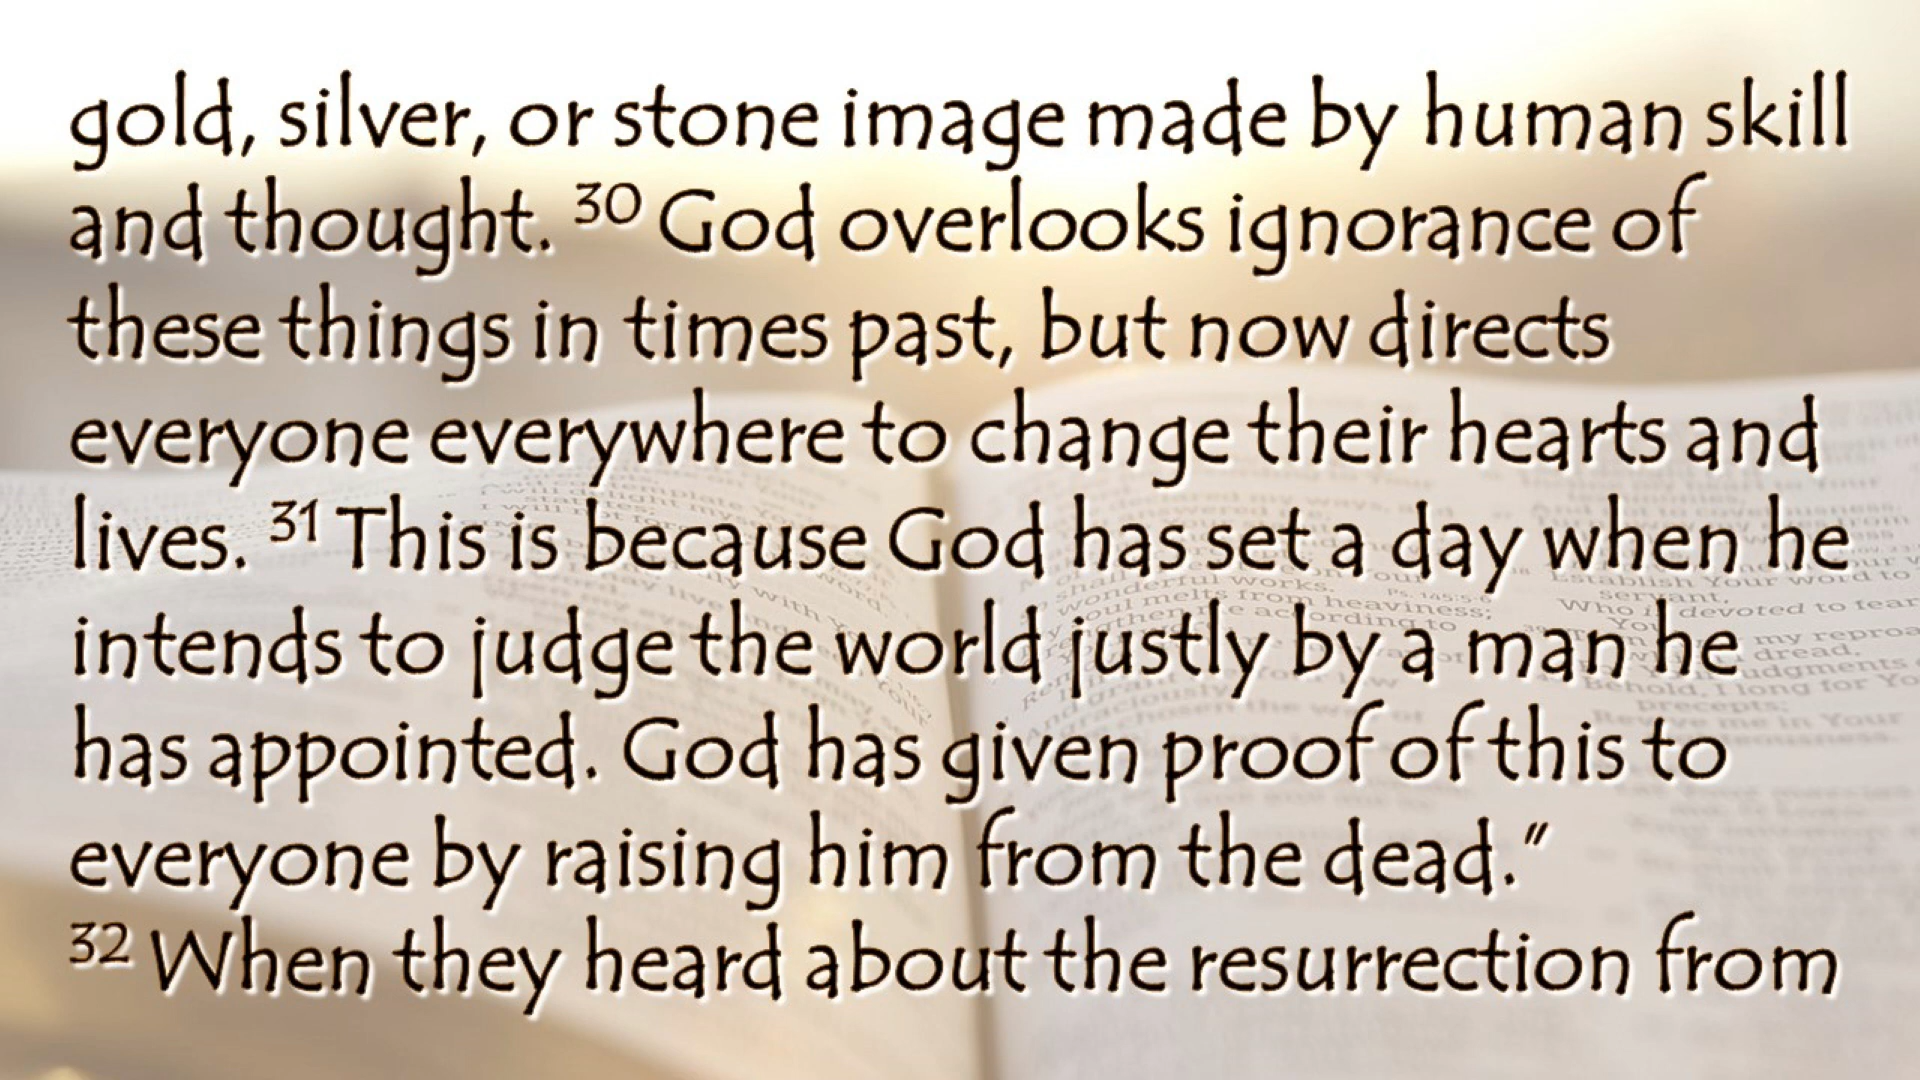 gold, silver, or stone image made by human skill
and thought. 30 God overlooks ignorance of
these things in times past, but now directs
everyone everywhere to change their hearts and
lives. 31 This is because God has set a day when he
intends to judge the world justly by a man he
has appointed. God has given proof of this to
everyone by raising him from the dead.”
32 When they heard about the resurrection from